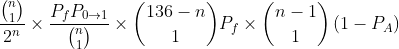 \frac{\binom{n}{1}}{2^n} \times \frac{P_f P_{0 \to 1}}{\binom{n}{1}} \times \binom{136-n}{1} P_f \times \binom{n-1}{1} (1 - P_A)